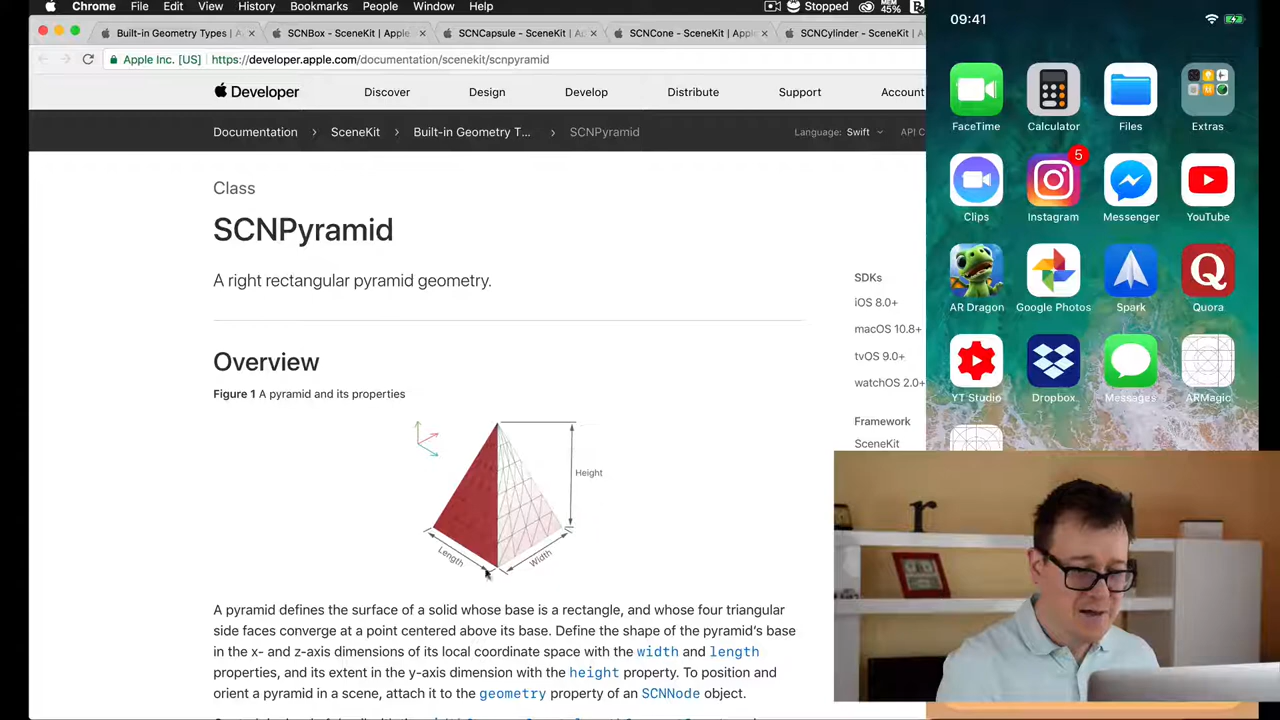 Chrome File Edit View History Bookmarks People Window Help Stopped MEM 45%
Built-in Geometry Types | SCNBox - SceneKit | Apple SCNCapsule - SceneKit | Ad SCNCone - SceneKit | Apple SCNCylinder - SceneKit | A
Apple Inc. [US] https://developer.apple.com/documentation/scenekit/scnpyramid
Developer Discover Design Develop Distribute Support Account
Documentation > SceneKit > Built-in Geometry T... > SCNPyramid Language: Swift API C
Class
SCNPyramid
A right rectangular pyramid geometry.
Overview
Figure 1 A pyramid and its properties
Height
Length
Width
A pyramid defines the surface of a solid whose base is a rectangle, and whose four triangular
side faces converge at a point centered above its base. Define the shape of the pyramid's base
in the x- and z-axis dimensions of its local coordinate space with the width and length
properties, and its extent in the y-axis dimension with the height property. To position and
orient a pyramid in a scene, attach it to the geometry property of an SCNNode object.
SDKs
iOS 8.0+
macOS 10.8+
tvOS 9.0+
watchOS 2.0+
Framework
SceneKit
09:41
FaceTime Calculator Files Extras
5
Clips Instagram Messenger YouTube
AR Dragon Google Photos Spark Quora
YT Studio Dropbox Messages ARMagic